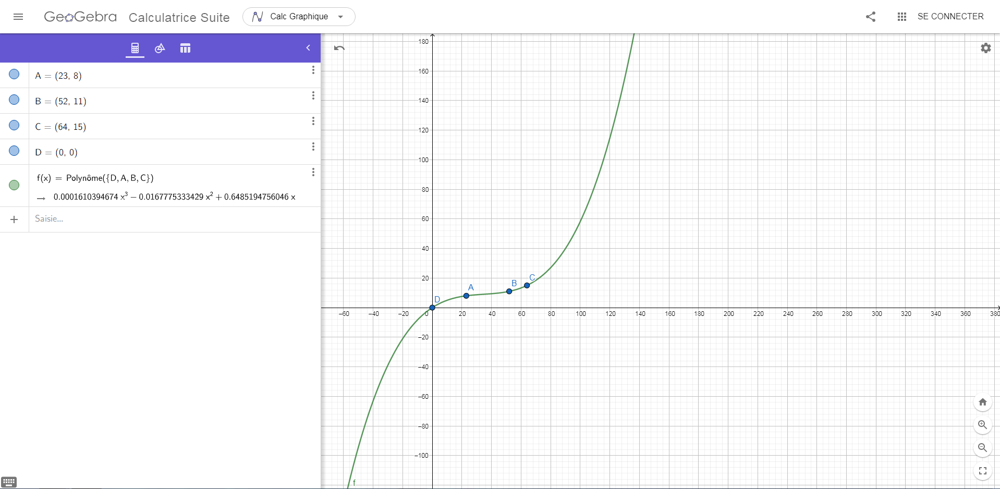 GeoGebra Calculatrice Suite Calc Graphique SE CONNECTER
A = (23, 8)
B = (52, 11)
C = (64, 15)
D = (0, 0)
f(x) = Polynôme({D, A, B, C})
→ 0.0001610394674 x³ − 0.0167775333429 x² + 0.6485194756046 x
+ Saisie...
180
160
140
120
100
80
60
40
20
−20
−40
−60
−80
−100
−60 −40 −20 0 20 40 60 80 100 120 140 160 180 200 220 240 260 280 300 320 340 360 380
D
A
B
C
f